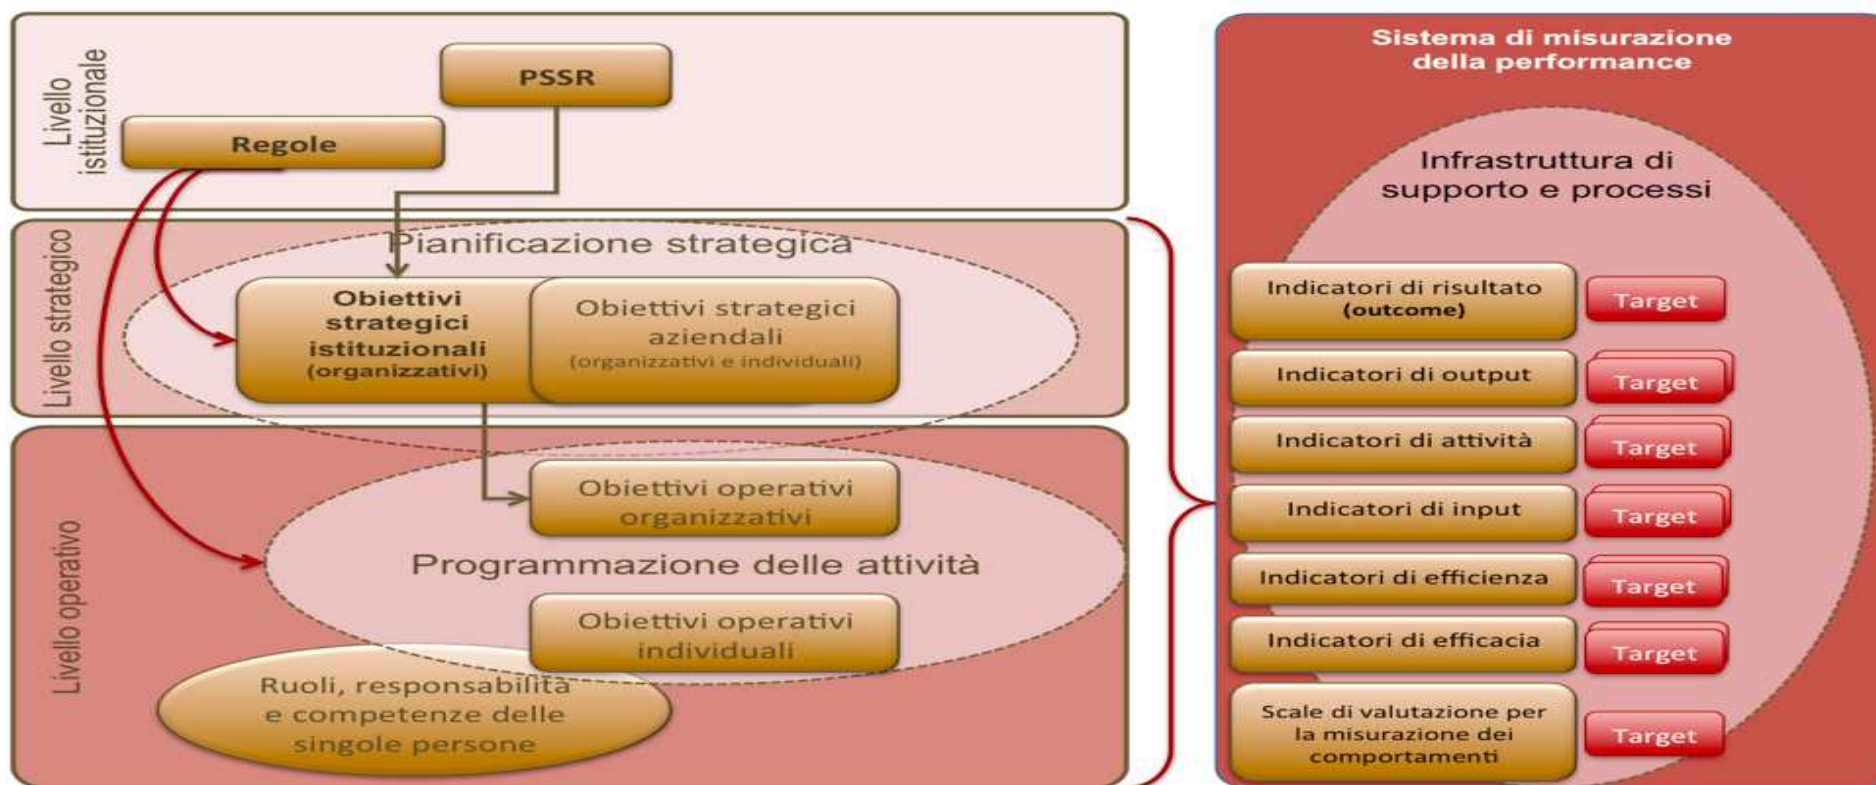 Livello
istituzionale
PSSR
Regole
Livello strategico
Pianificazione strategica
Obiettivi
strategici
istituzionali
(organizzativi)
Obiettivi strategici
aziendali
(organizzativi e individuali)
Livello operativo
Obiettivi operativi
organizzativi
Programmazione delle attività
Obiettivi operativi
individuali
Ruoli, responsabilità
e competenze delle
singole persone
Sistema di misurazione
della performance
Infrastruttura di
supporto e processi
Indicatori di risultato
(outcome)
Target
Indicatori di output
Target
Indicatori di attività
Target
Indicatori di input
Target
Indicatori di efficienza
Target
Indicatori di efficacia
Target
Scale di valutazione per
la misurazione dei
comportamenti
Target